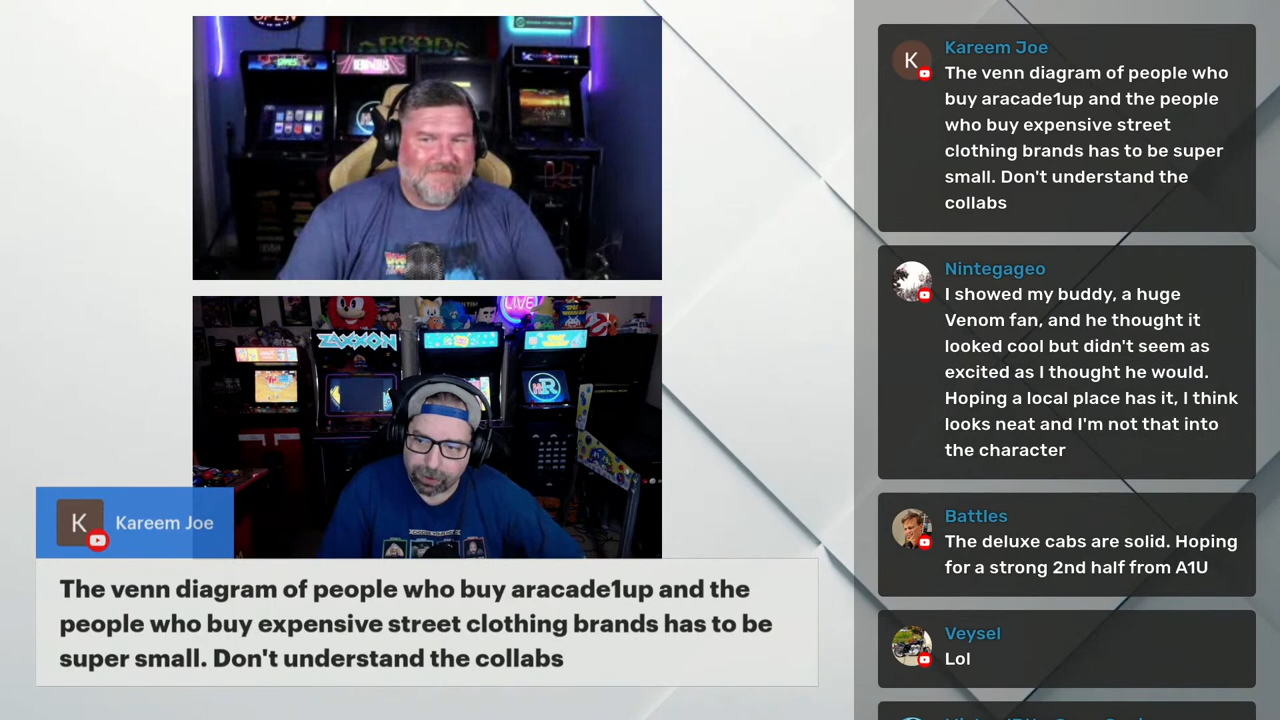 OPEN
ARCADE
ZAXXON
LIVE
K
Kareem Joe
The venn diagram of people who buy aracade1up and the
people who buy expensive street clothing brands has to be
super small. Don't understand the collabs
K
Kareem Joe
The venn diagram of people who
buy aracade1up and the people
who buy expensive street
clothing brands has to be super
small. Don't understand the
collabs
Nintegageo
I showed my buddy, a huge
Venom fan, and he thought it
looked cool but didn't seem as
excited as I thought he would.
Hoping a local place has it, I think
looks neat and I'm not that into
the character
Battles
The deluxe cabs are solid. Hoping
for a strong 2nd half from A1U
Veysel
Lol